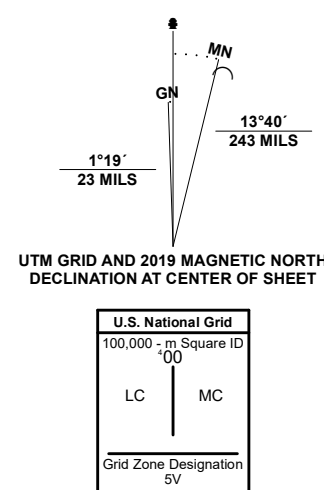 MN
GN
13°40´
243 MILS
1°19´
23 MILS
UTM GRID AND 2019 MAGNETIC NORTH
DECLINATION AT CENTER OF SHEET
U.S. National Grid
100,000 - m Square ID
⁴00
LC MC
Grid Zone Designation
5V